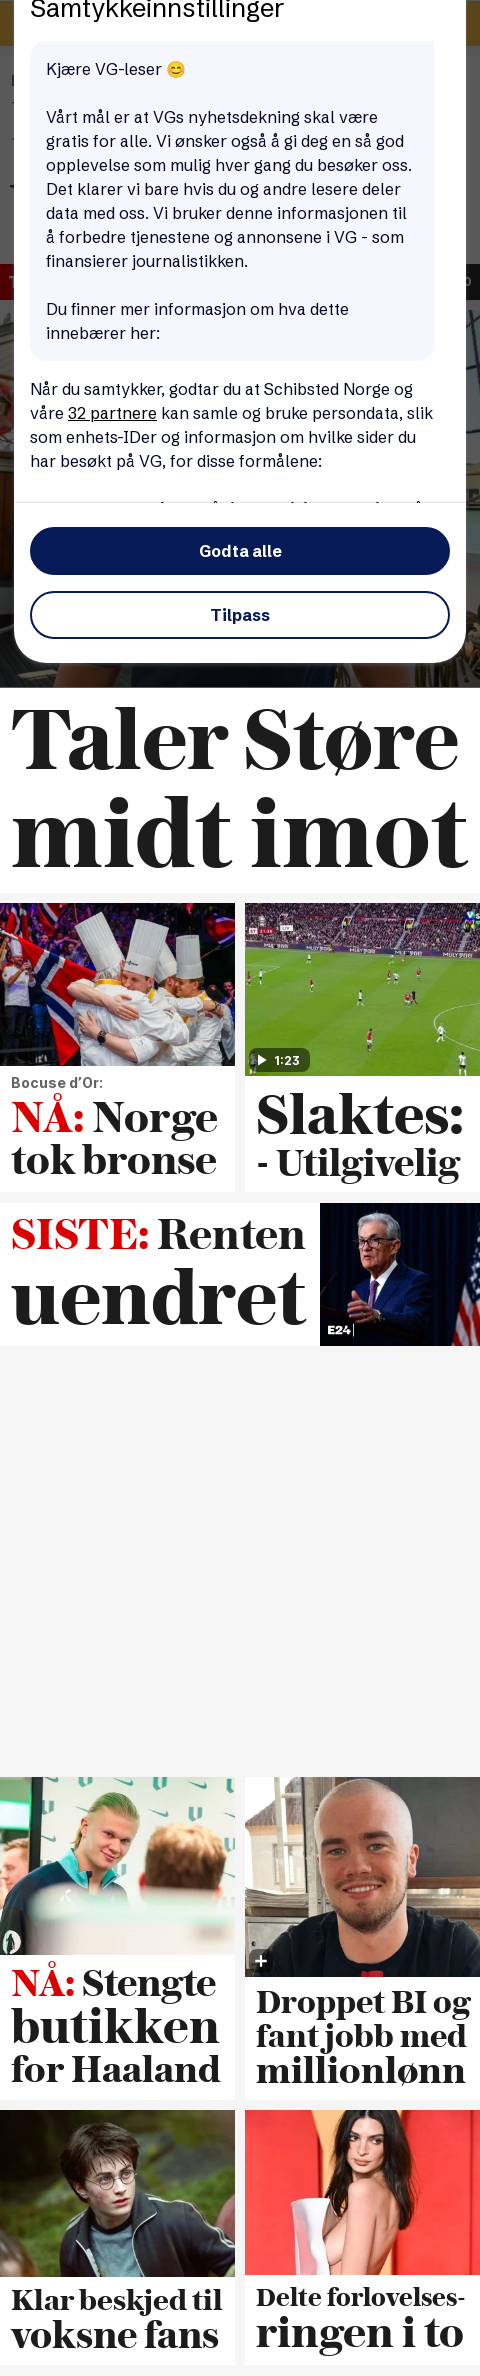 Samtykkeinnstillinger
Kjære VG-leser 😊
Vårt mål er at VGs nyhetsdekning skal være
gratis for alle. Vi ønsker også å gi deg en så god
opplevelse som mulig hver gang du besøker oss.
Det klarer vi bare hvis du og andre lesere deler
data med oss. Vi bruker denne informasjonen til
å forbedre tjenestene og annonsene i VG - som
finansierer journalistikken.
Du finner mer informasjon om hva dette
innebærer her:
Når du samtykker, godtar du at Schibsted Norge og
våre 32 partnere kan samle og bruke persondata, slik
som enhets-IDer og informasjon om hvilke sider du
har besøkt på VG, for disse formålene:
Godta alle
Tilpass
Taler Støre
midt imot
1:23
Bocuse d’Or:
NÅ: Norge
tok bronse
Slaktes:
- Utilgivelig
SISTE: Renten
uendret
E24
NÅ: Stengte
butikken
for Haaland
Droppet BI og
fant jobb med
millionlønn
Klar beskjed til
voksne fans
Delte forlovelses-
ringen i to